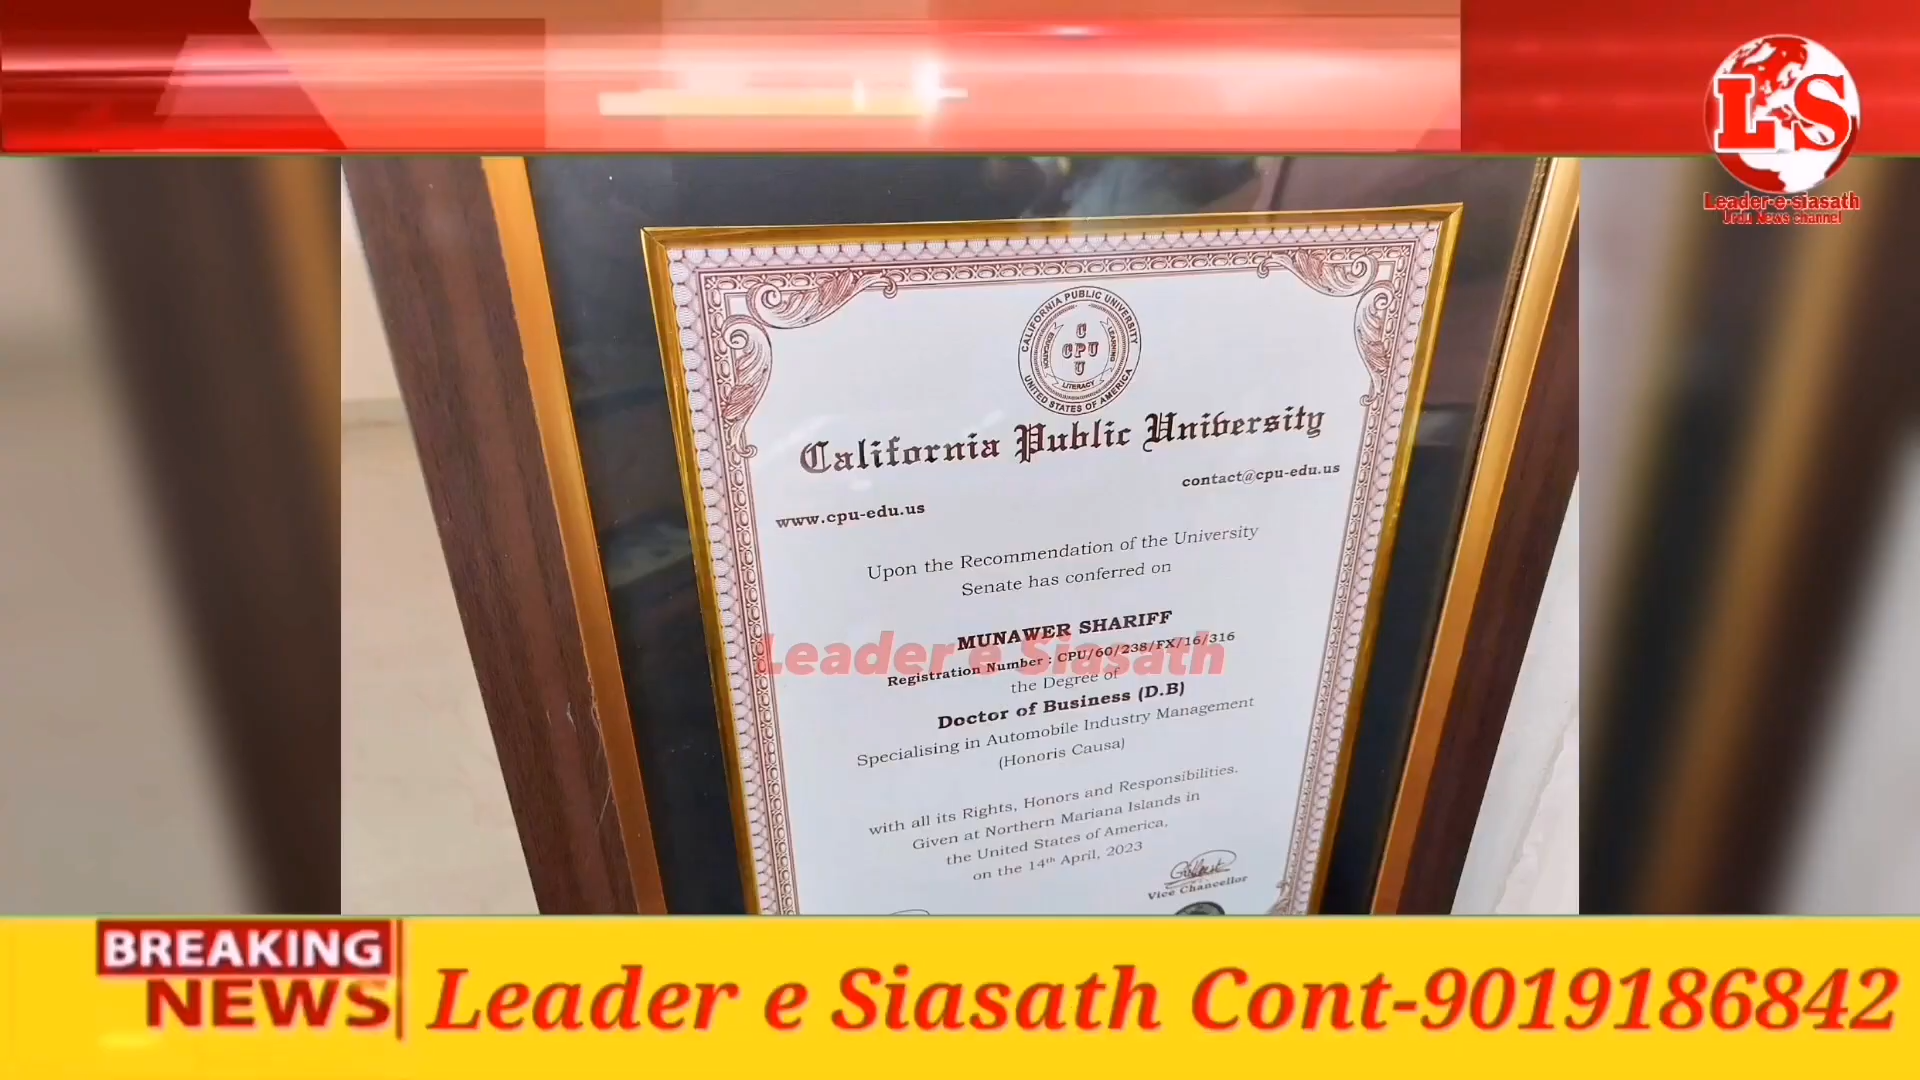 LS
Leader-e-siasath
Urdu News channel
CALIFORNIA PUBLIC UNIVERSITY
UNITED STATES OF AMERICA
EDUCATION
LEARNING
LITERACY
C
CPU
U
California Public University
www.cpu-edu.us
contact@cpu-edu.us
Upon the Recommendation of the University
Senate has conferred on
MUNAWER SHARIFF
Leader e Siasath
Registration Number : CPU/60/238/FX/16/316
the Degree of
Doctor of Business (D.B)
Specialising in Automobile Industry Management
(Honoris Causa)
with all its Rights, Honors and Responsibilities.
Given at Northern Mariana Islands in
the United States of America,
on the 14th April, 2023
Vice Chancellor
BREAKING
NEWS
Leader e Siasath Cont-9019186842